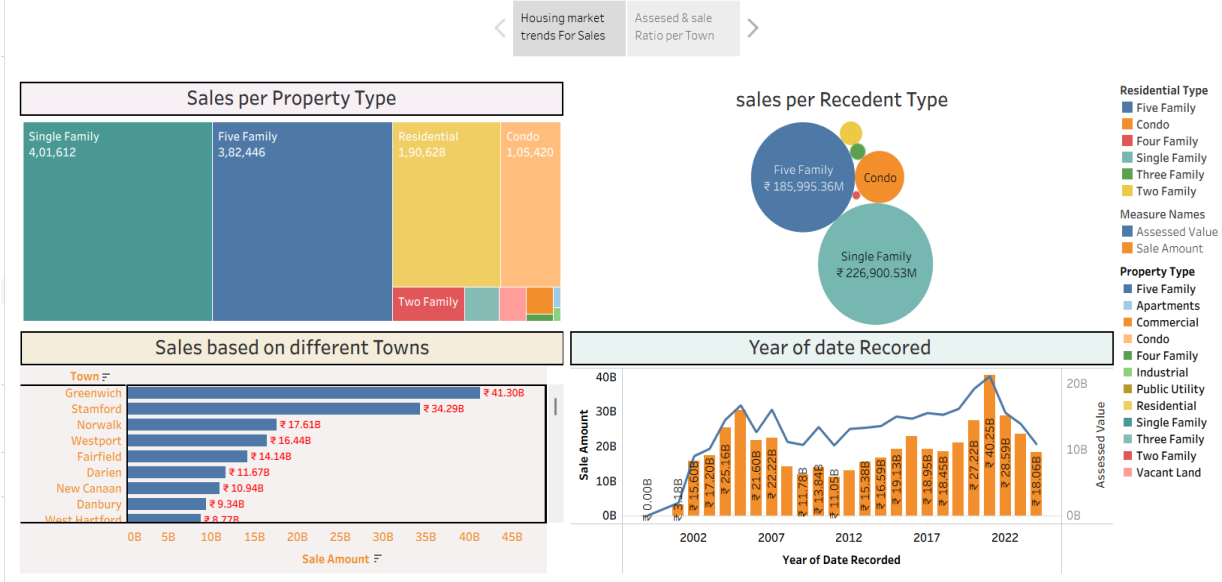 Housing market
trends For Sales
Assesed & sale
Ratio per Town
Sales per Property Type
Single Family
4,01,612
Five Family
3,82,446
Residential
1,90,628
Condo
1,05,420
Two Family
sales per Recedent Type
Five Family
₹ 185,995.36M
Condo
Single Family
₹ 226,900.53M
Residential Type
Five Family
Condo
Four Family
Single Family
Three Family
Two Family
Measure Names
Assessed Value
Sale Amount
Property Type
Five Family
Apartments
Commercial
Condo
Four Family
Industrial
Public Utility
Residential
Single Family
Three Family
Two Family
Vacant Land
Sales based on different Towns
Town
Greenwich ₹ 41.30B
Stamford ₹ 34.29B
Norwalk ₹ 17.61B
Westport ₹ 16.44B
Fairfield ₹ 14.14B
Darien ₹ 11.67B
New Canaan ₹ 10.94B
Danbury ₹ 9.34B
West Hartford ₹ 8.77B
0B 5B 10B 15B 20B 25B 30B 35B 40B 45B
Sale Amount
Year of date Recored
Sale Amount
40B
30B
20B
10B
0B
₹ 0.00B
₹ 3.18B
₹ 15.60B
₹ 17.20B
₹ 25.16B
₹ 21.60B
₹ 22.22B
₹ 11.78B
₹ 13.84B
₹ 11.05B
₹ 15.38B
₹ 16.59B
₹ 19.13B
₹ 18.95B
₹ 18.45B
₹ 27.22B
₹ 40.25B
₹ 28.59B
₹ 18.06B
20B
10B
0B
Assessed Value
2002 2007 2012 2017 2022
Year of Date Recorded